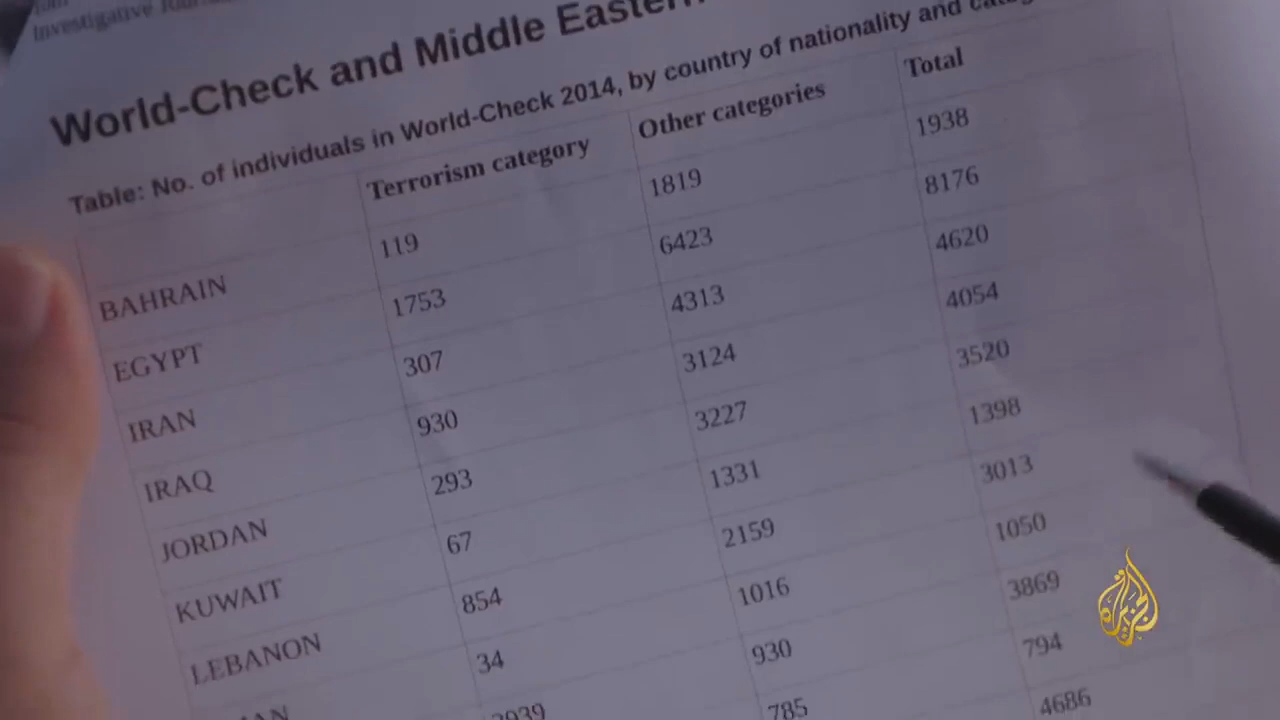 Investigative
World-Check and Middle Eastern
Table: No. of individuals in World-Check 2014, by country of nationality and
Terrorism category Other categories Total
BAHRAIN 119 1819 1938
EGYPT 1753 6423 8176
IRAN 307 4313 4620
IRAQ 930 3124 4054
JORDAN 293 3227 3520
KUWAIT 67 1331 1398
LEBANON 854 2159 3013
34 1016 1050
2939 930 3869
785 794
4686
الجزيرة